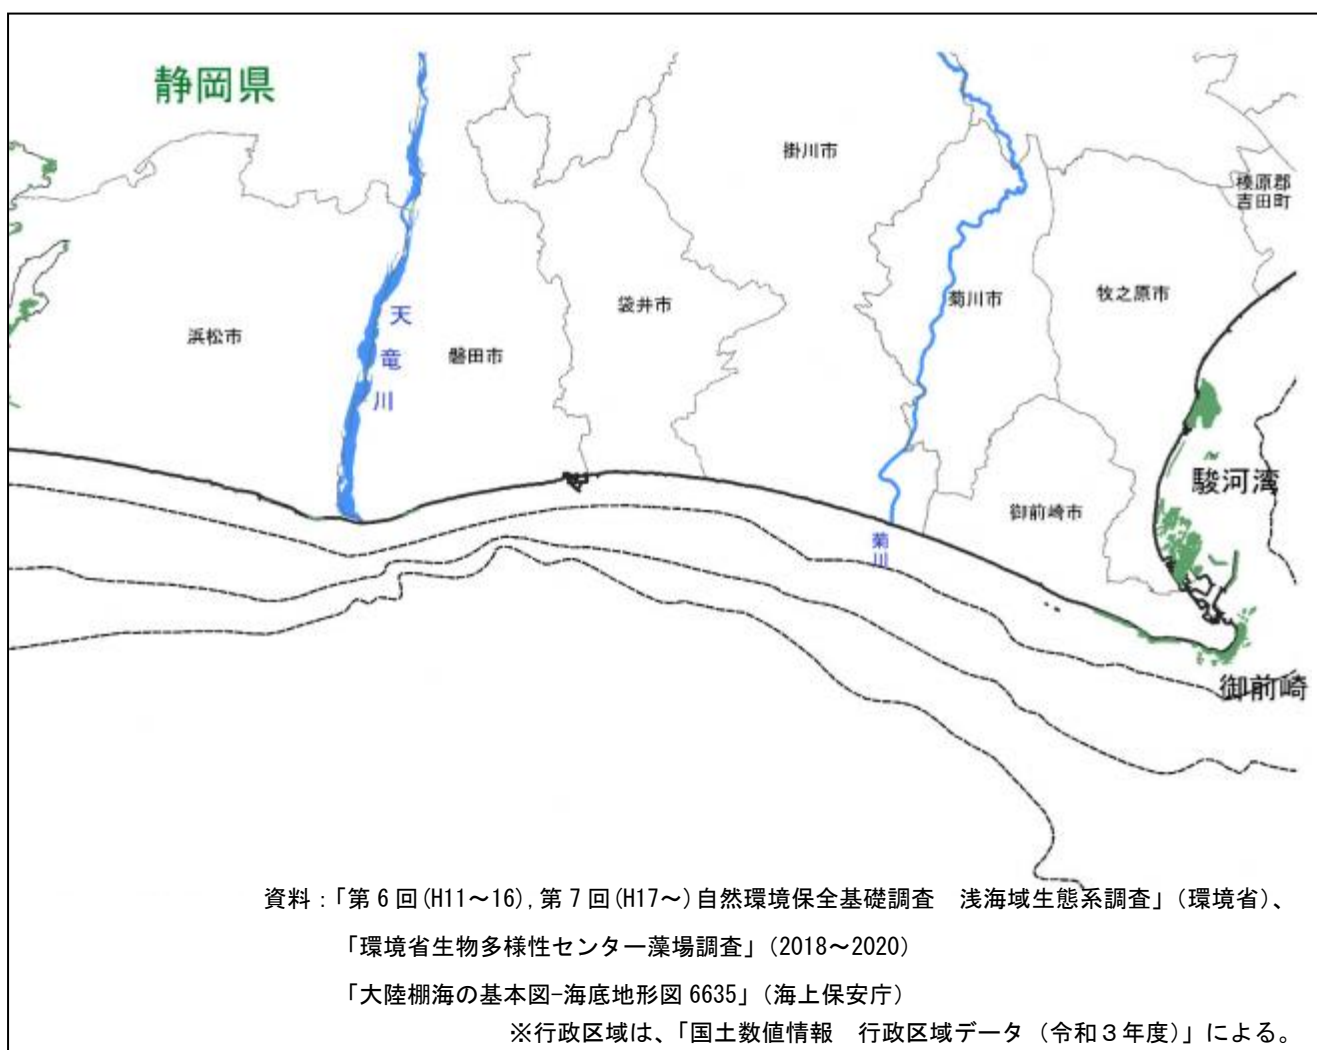 静岡県
掛川市
榛原郡
吉田町
菊川市
牧之原市
袋井市
天竜川
浜松市
磐田市
駿河湾
御前崎市
菊川
御前崎
資料：「第６回(H11～16), 第７回(H17～)自然環境保全基礎調査　浅海域生態系調査」（環境省）、
「環境省生物多様性センター藻場調査」（2018～2020）
「大陸棚海の基本図-海底地形図 6635」（海上保安庁）
※行政区域は、「国土数値情報　行政区域データ（令和３年度）」による。